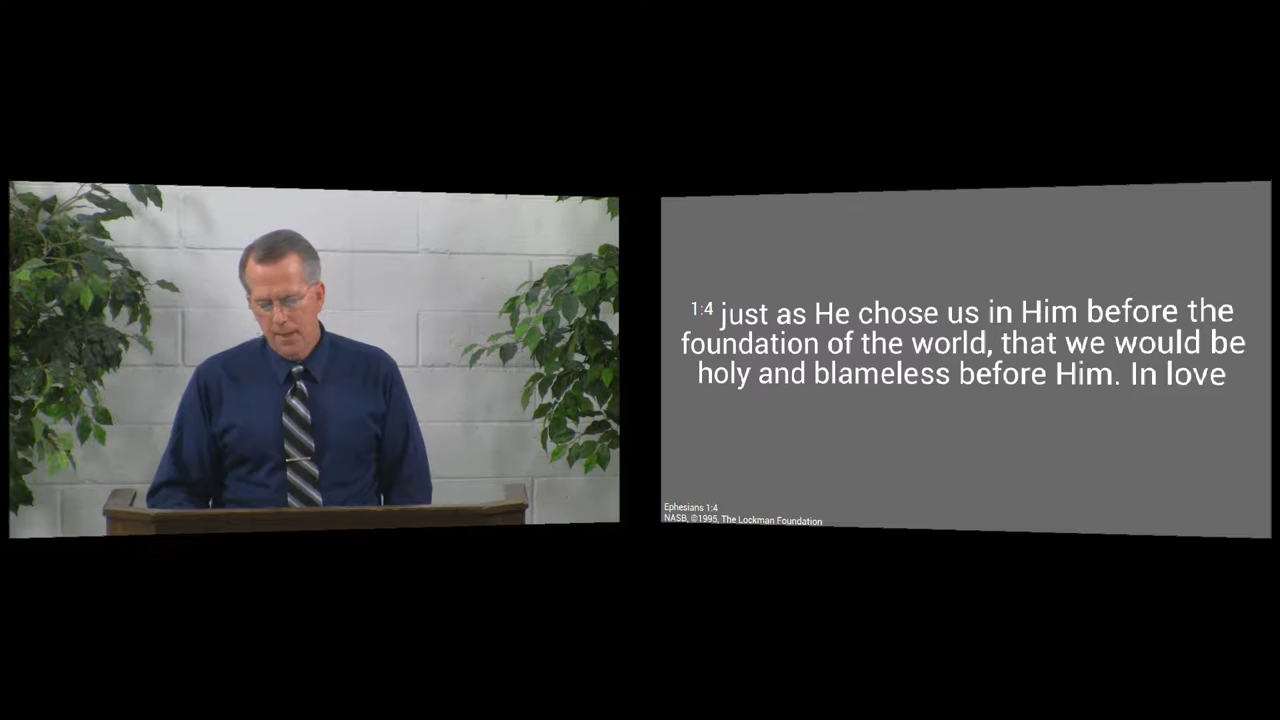 1:4 just as He chose us in Him before the
foundation of the world, that we would be
holy and blameless before Him. In love
Ephesians 1:4
NASB, ©1995, The Lockman Foundation